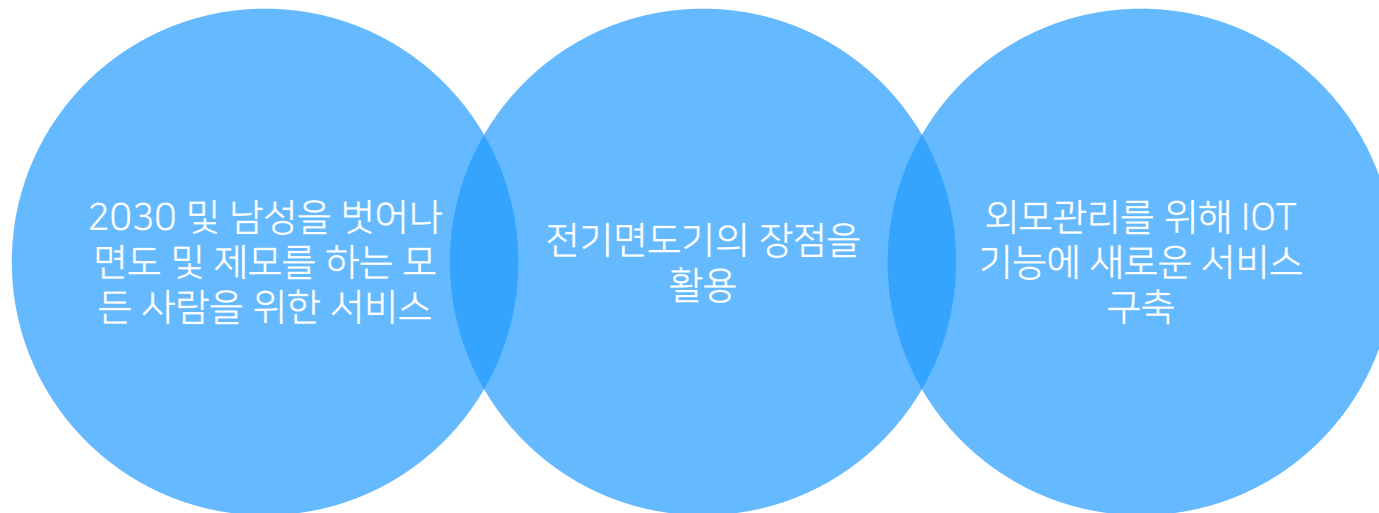 2030 및 남성을 벗어나
면도 및 제모를 하는 모
든 사람을 위한 서비스
전기면도기의 장점을
활용
외모관리를 위해 IOT
기능에 새로운 서비스
구축